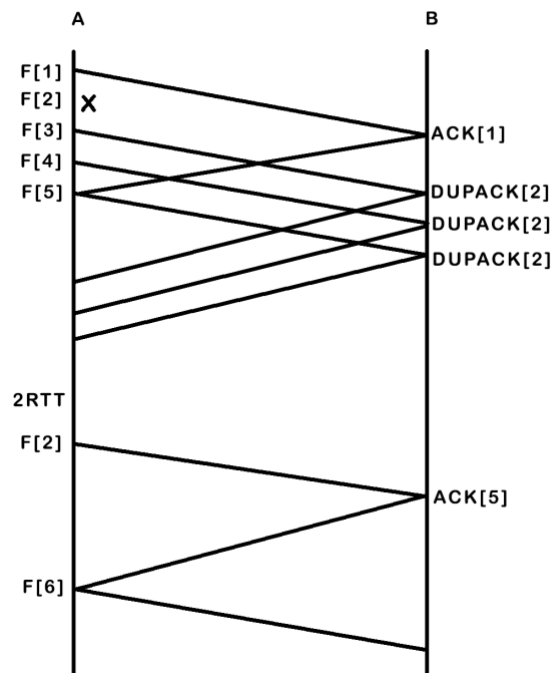 A B
F[1]
F[2] X
F[3] ACK[1]
F[4]
F[5] DUPACK[2]
DUPACK[2]
DUPACK[2]
2RTT
F[2]
ACK[5]
F[6]